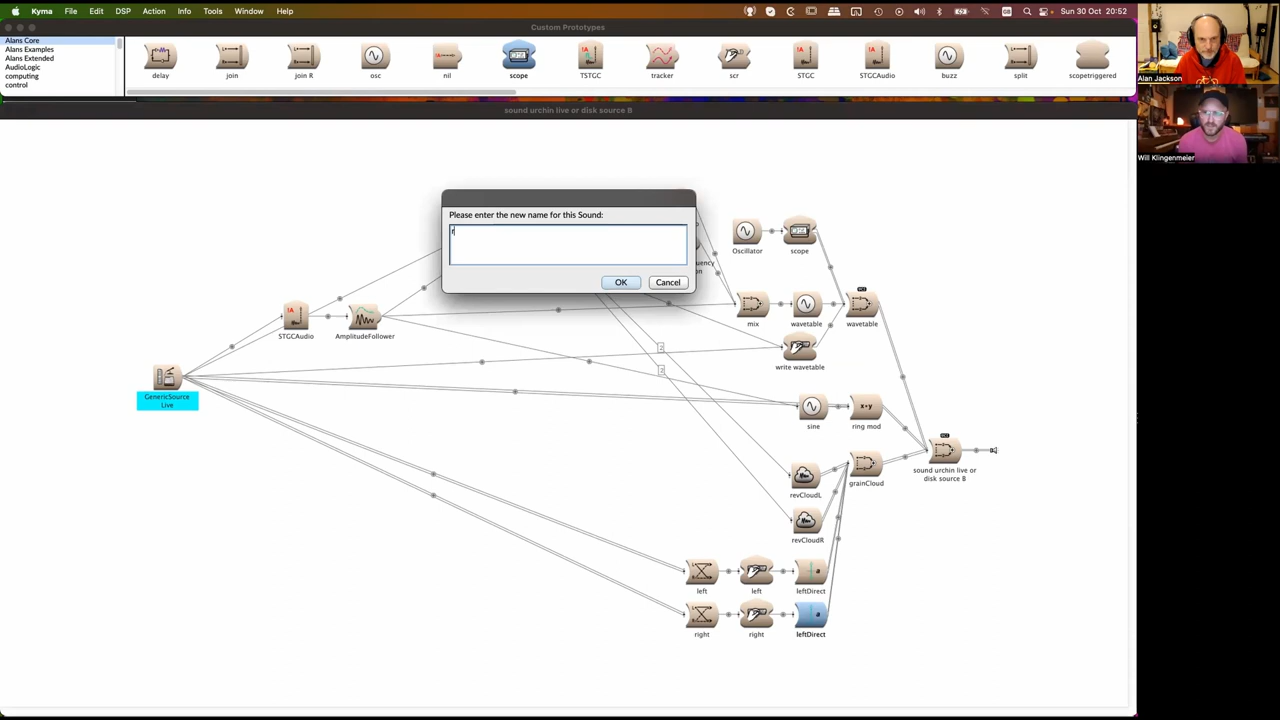 Kyma File Edit DSP Action Info Tools Window Help
Sun 30 Oct 20:52
Custom Prototypes
Alans Core
Alans Examples
Alans Extended
AudioLogic
computing
control
delay join join R osc nil scope TSTGC tracker scr STGC STGCAudio buzz split scopetriggered
Alan Jackson
Will Klingenmeier
sound urchin live or disk source B
Please enter the new name for this Sound:
r
OK Cancel
Oscillator scope
STGCAudio AmplitudeFollower
mix wavetable wavetable
write wavetable
GenericSource
Live
sine ring mod
sound urchin live or
disk source B
revCloudL grainCloud
revCloudR
left left leftDirect
right right leftDirect